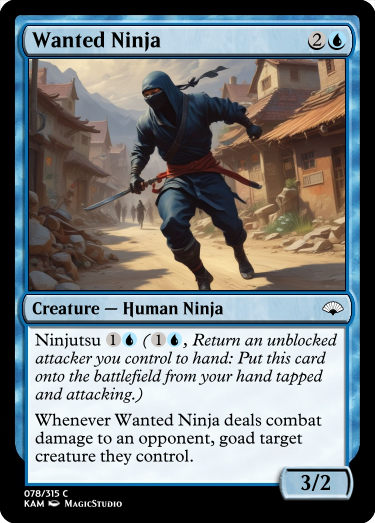 Wanted Ninja 2
Creature — Human Ninja
Ninjutsu 1 (1, Return an unblocked
attacker you control to hand: Put this card
onto the battlefield from your hand tapped
and attacking.)
Whenever Wanted Ninja deals combat
damage to an opponent, goad target
creature they control.
3/2
078/315 C
KAM MagicStudio